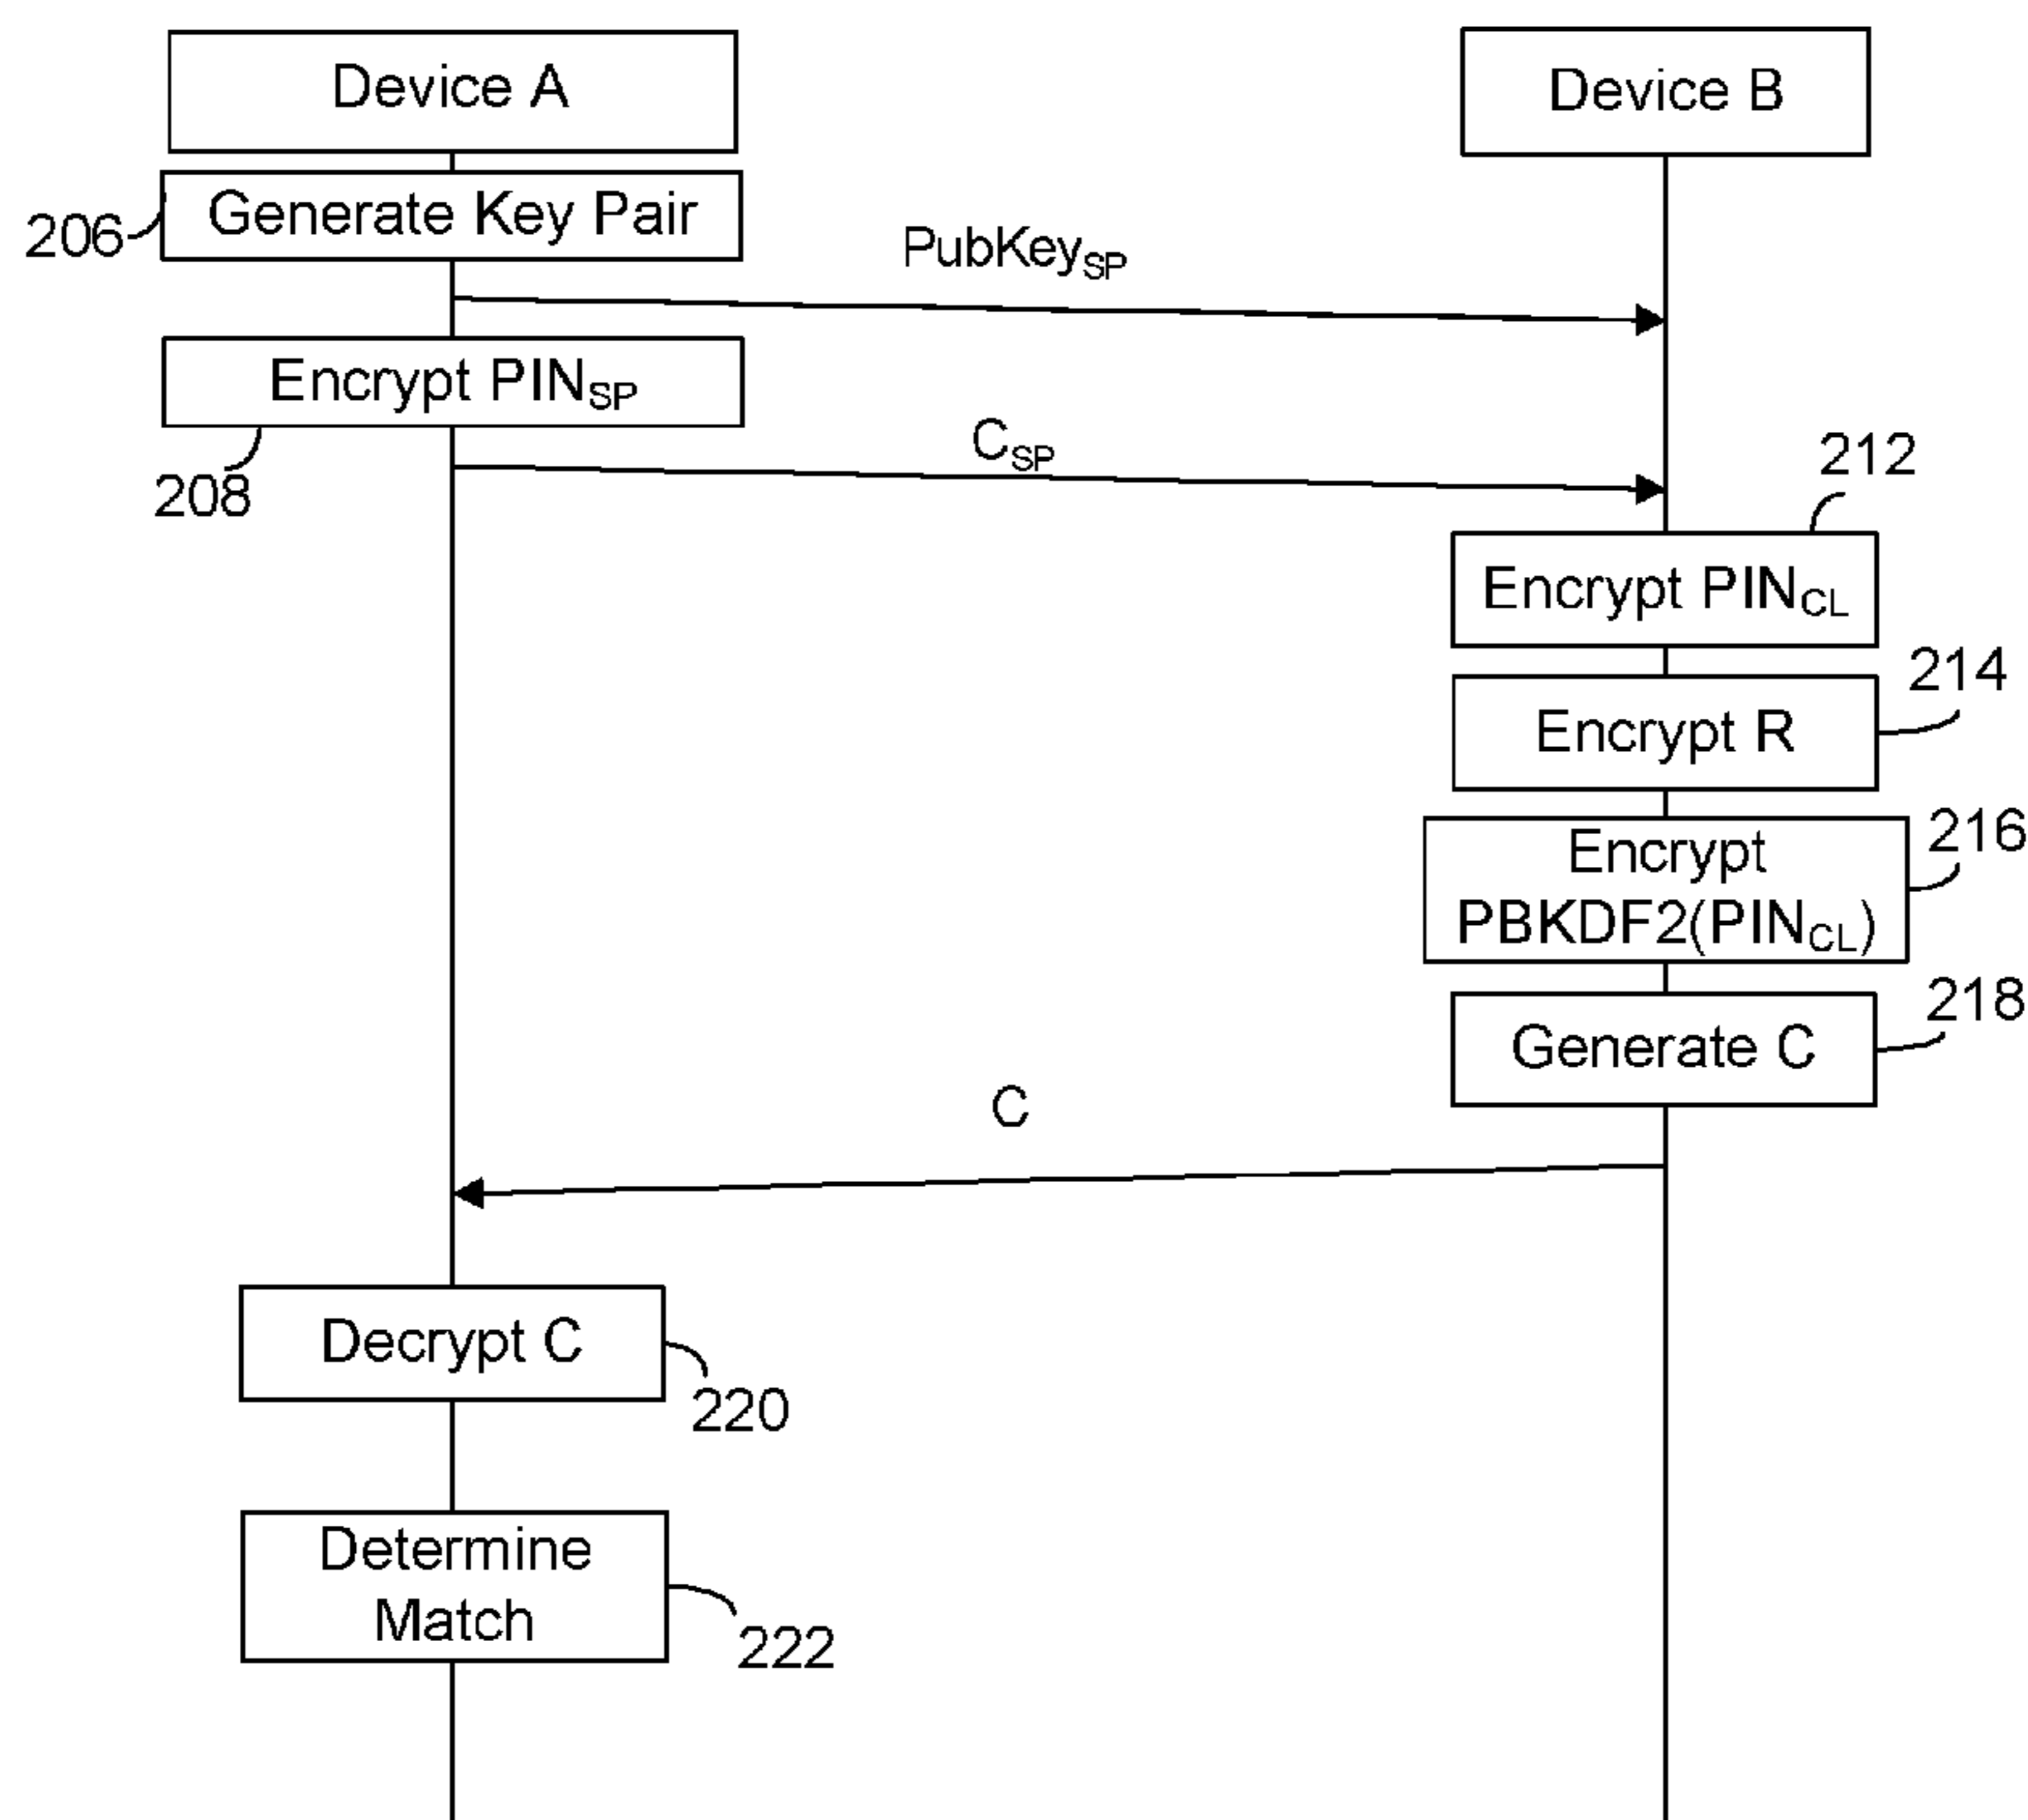 Device A
Device B
Generate Key Pair
206
PubKeySP
Encrypt PINSP
208
CSP
212
Encrypt PINCL
214
Encrypt R
216
Encrypt
PBKDF2(PINCL)
218
Generate C
C
Decrypt C
220
Determine
Match
222